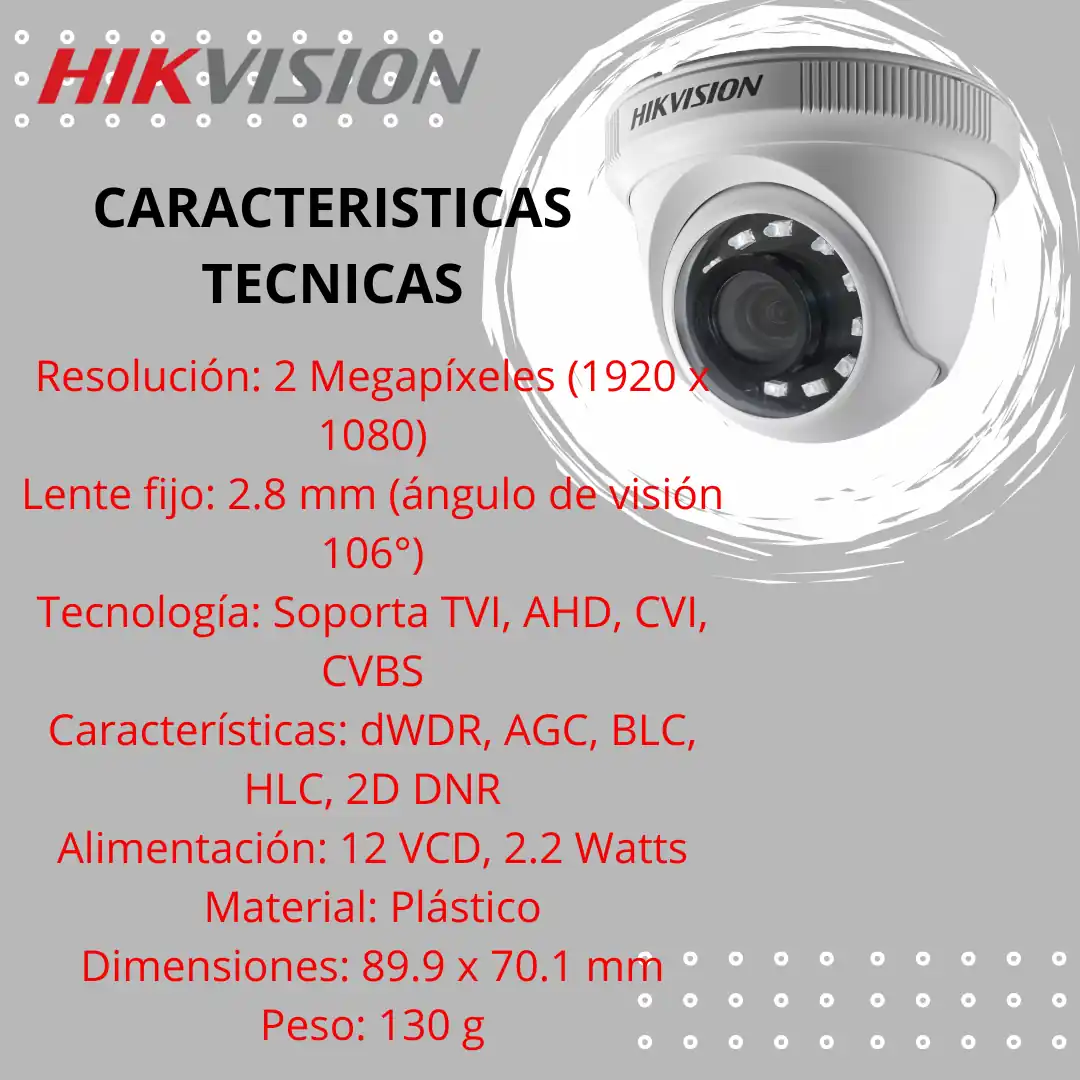 HIKVISION
HIKVISION
CARACTERISTICAS
TECNICAS
Resolución: 2 Megapíxeles (1920 x
1080)
Lente fijo: 2.8 mm (ángulo de visión
106°)
Tecnología: Soporta TVI, AHD, CVI,
CVBS
Características: dWDR, AGC, BLC,
HLC, 2D DNR
Alimentación: 12 VCD, 2.2 Watts
Material: Plástico
Dimensiones: 89.9 x 70.1 mm
Peso: 130 g